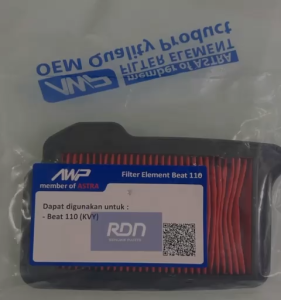 OEM Quality Product
FILTER ELEMENT
member of ASTRA
AWP
AWP
member of ASTRA
Filter Element Beat 110
Dapat digunakan untuk :
- Beat 110 (KVY)
RDN